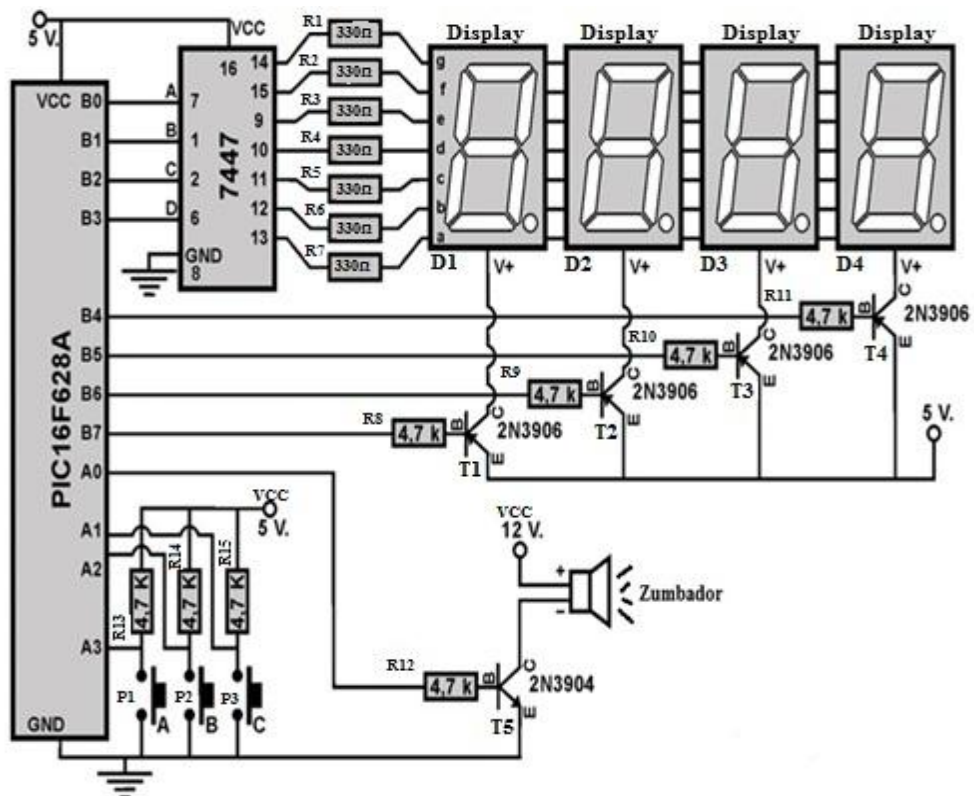 5 V.
VCC
PIC16F628A
VCC
GND
B0
B1
B2
B3
B4
B5
B6
B7
A0
A1
A2
A3
A
B
C
D
VCC
16
7447
7
1
2
6
GND
8
14
15
9
10
11
12
13
R1 330Ω
R2 330Ω
R3 330Ω
R4 330Ω
R5 330Ω
R6 330Ω
R7 330Ω
Display Display Display Display
g
f
e
d
c
b
a
D1 V+ D2 V+ D3 V+ D4 V+
R11 4,7 k B C E 2N3906 T4
R10 4,7 k B C E 2N3906 T3
R9 4,7 k B C E 2N3906 T2
R8 4,7 k B C E 2N3906 T1
5 V.
VCC
5 V.
R13 4,7 K
R14 4,7 K
R15 4,7 K
P1 A
P2 B
P3 C
VCC
12 V.
+
−
Zumbador
R12 4,7 k B C E 2N3904 T5